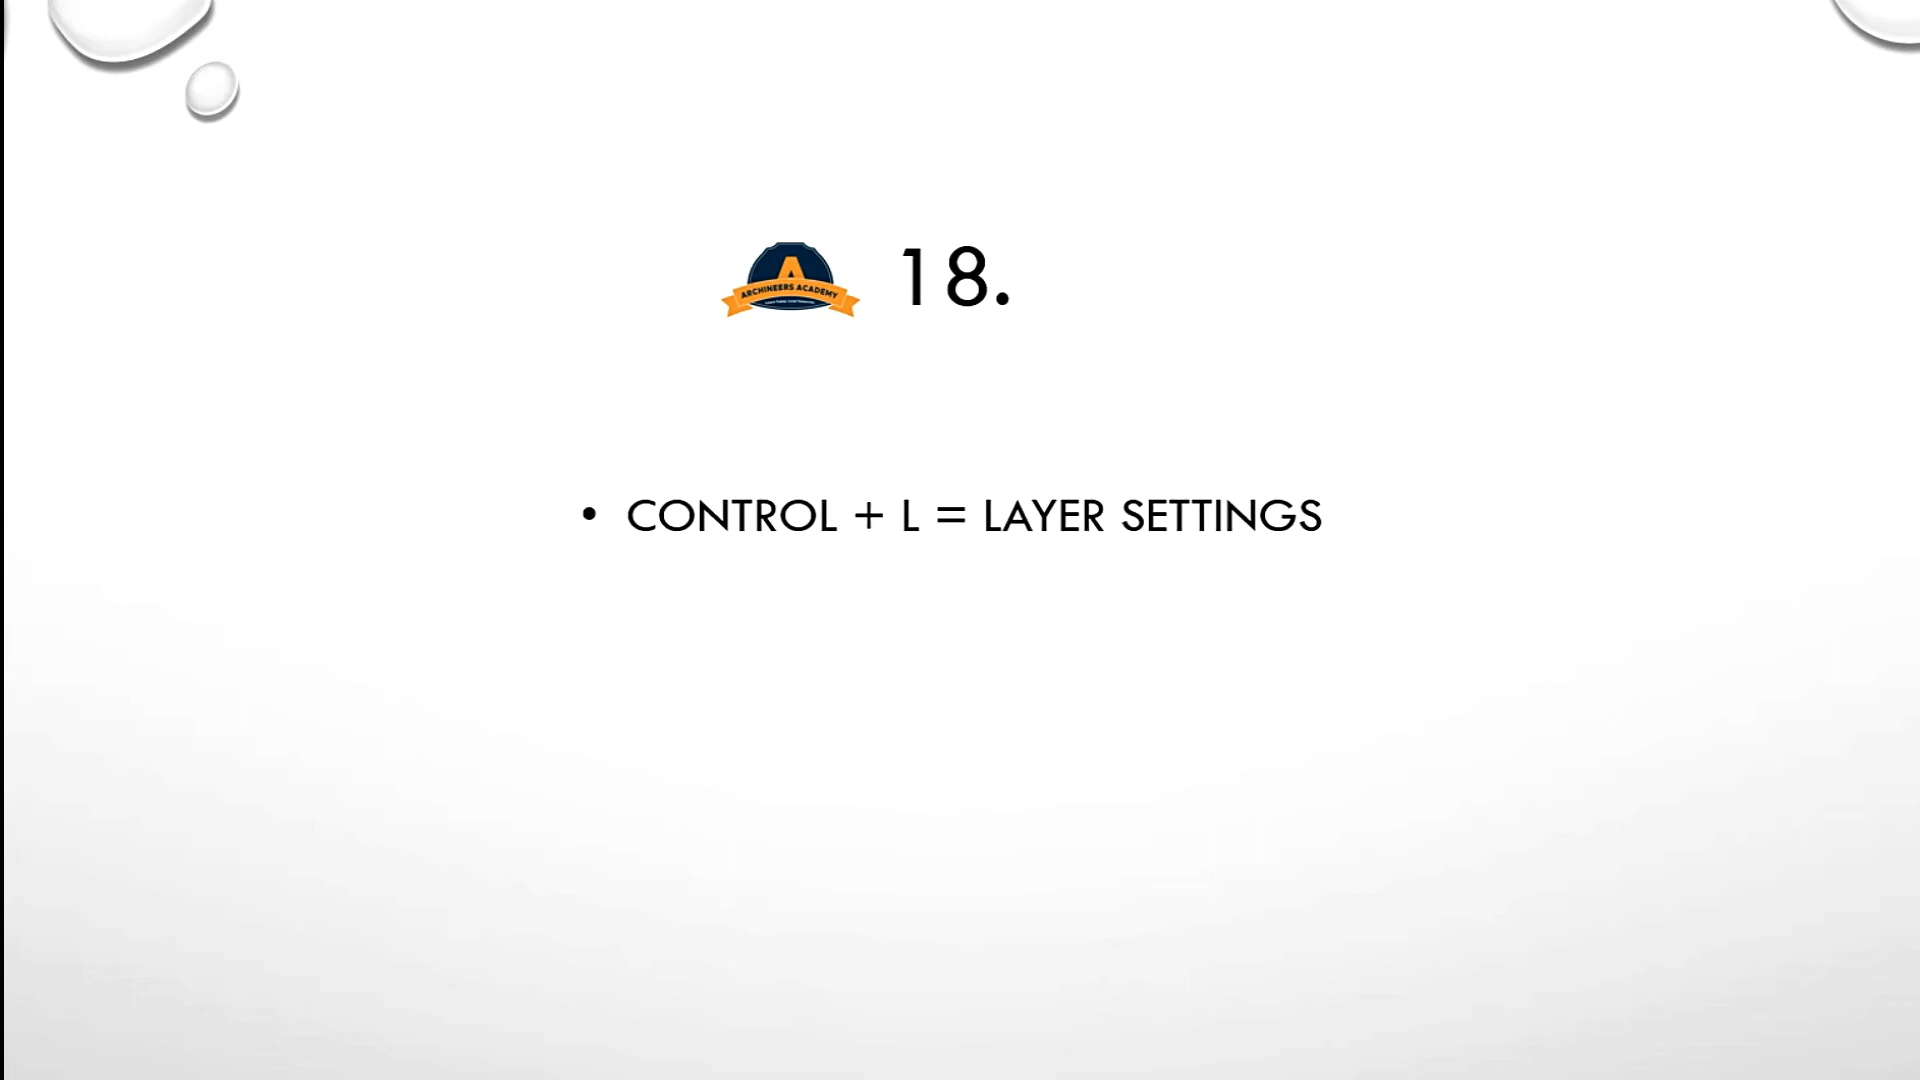 ARCHINEERS ACADEMY
18.
• CONTROL + L = LAYER SETTINGS